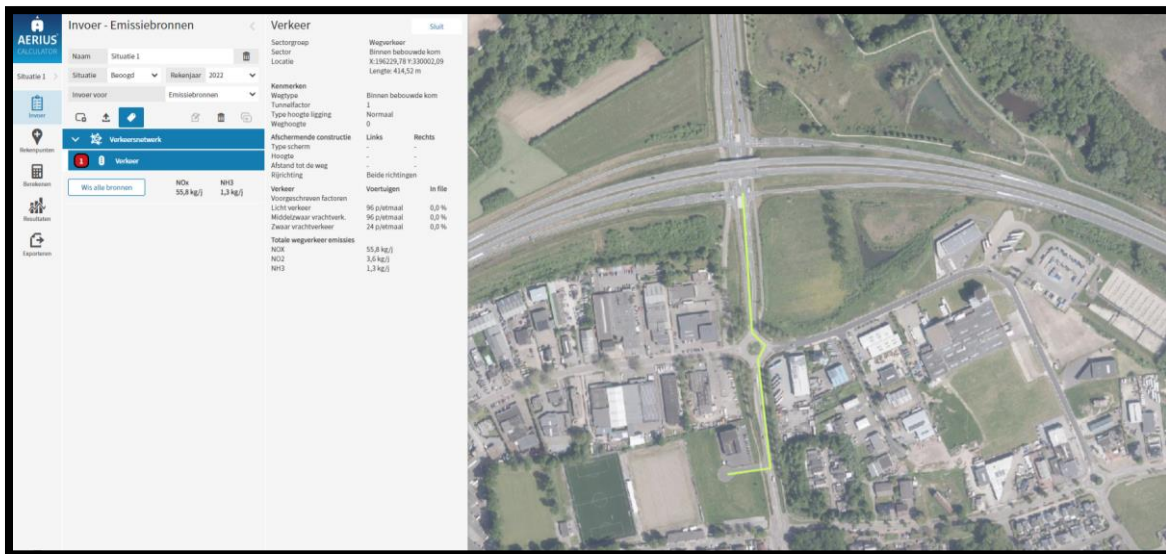 AERIUS
CALCULATOR
Situatie 1
Invoer
Rekenpunten
Berekenen
Resultaten
Exporteren
Invoer - Emissiebronnen
Naam Situatie 1
Situatie Beoogd Rekenjaar 2022
Invoer voor Emissiebronnen
Verkeersnetwerk
1 Verkeer
Wis alle bronnen
NOx NH3
55,8 kg/j 1,3 kg/j
Verkeer Sluit
Sectorgroep Wegverkeer
Sector Binnen bebouwde kom
Locatie X:196229,78 Y:330002,09
Lengte: 414,52 m
Kenmerken
Wegtype Binnen bebouwde kom
Tunnelfactor 1
Type hoogte ligging Normaal
Weghoogte 0
Afschermende constructie Links Rechts
Type scherm - -
Hoogte - -
Afstand tot de weg - -
Rijrichting Beide richtingen
Verkeer Voertuigen In file
Voorgeschreven factoren
Licht verkeer 96 p/etmaal 0,0 %
Middelzwaar vrachtverk. 96 p/etmaal 0,0 %
Zwaar vrachtverkeer 24 p/etmaal 0,0 %
Totale wegverkeer emissies
NOX 55,8 kg/j
NO2 3,6 kg/j
NH3 1,3 kg/j